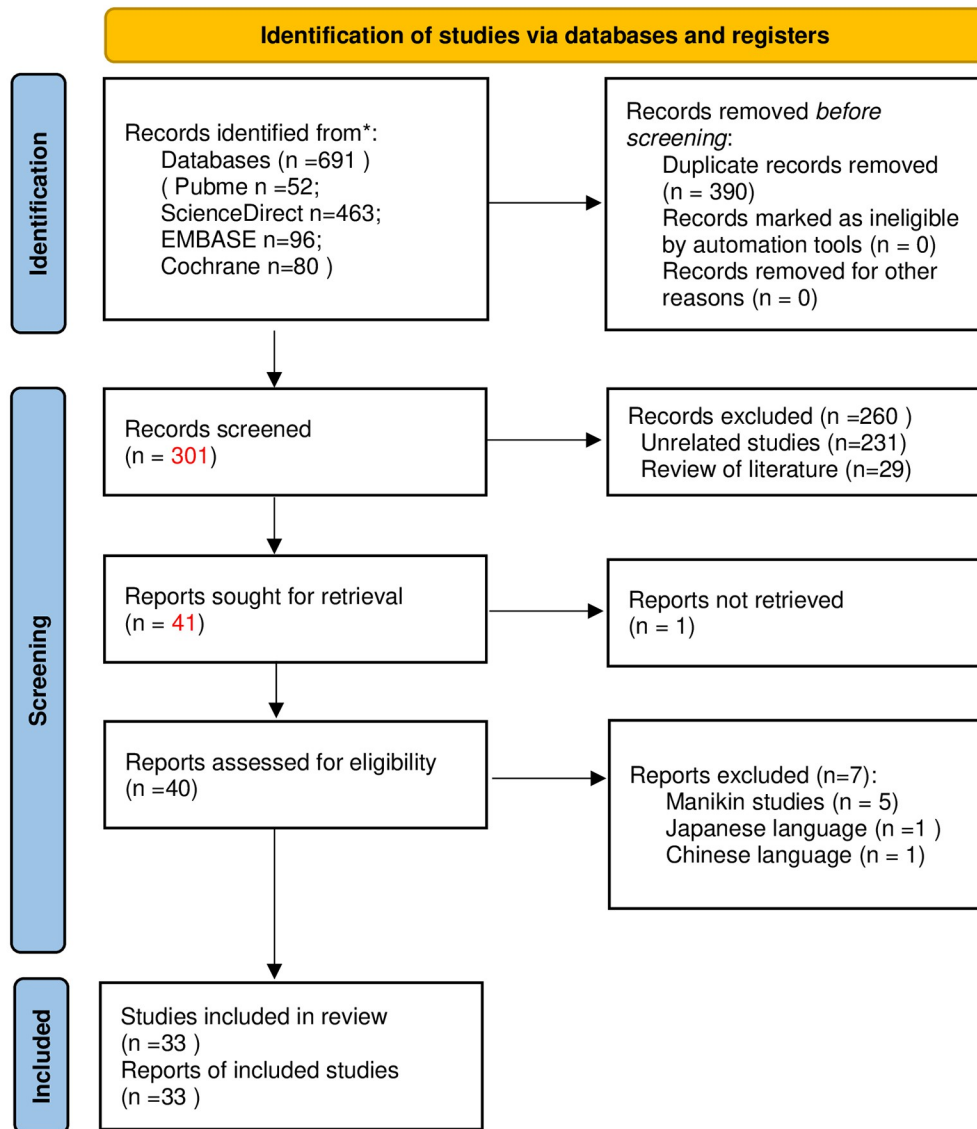 Identification of studies via databases and registers
Identification
Records identified from*:
Databases (n =691 )
( Pubme n =52;
ScienceDirect n=463;
EMBASE n=96;
Cochrane n=80 )
Records removed before
screening:
Duplicate records removed
(n = 390)
Records marked as ineligible
by automation tools (n = 0)
Records removed for other
reasons (n = 0)
Screening
Records screened
(n = 301)
Records excluded (n =260 )
Unrelated studies (n=231)
Review of literature (n=29)
Reports sought for retrieval
(n = 41)
Reports not retrieved
(n = 1)
Reports assessed for eligibility
(n =40)
Reports excluded (n=7):
Manikin studies (n = 5)
Japanese language (n =1 )
Chinese language (n = 1)
Included
Studies included in review
(n =33 )
Reports of included studies
(n =33 )